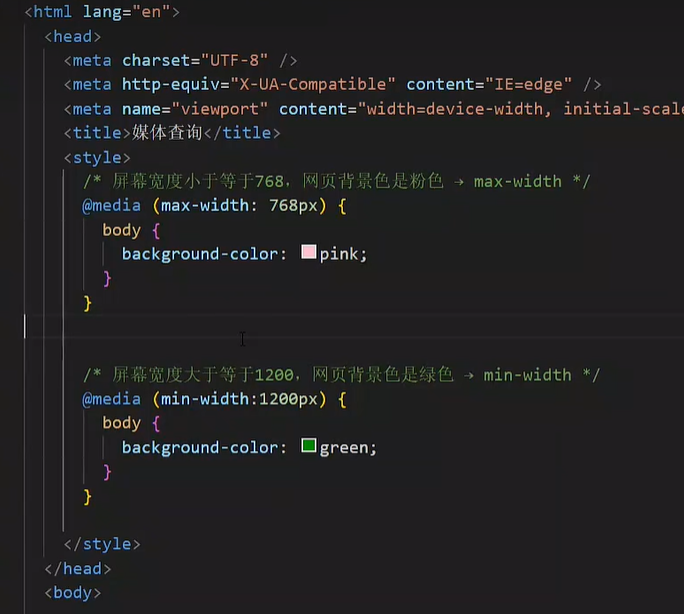 <html lang="en">
<head>
<meta charset="UTF-8" />
<meta http-equiv="X-UA-Compatible" content="IE=edge" />
<meta name="viewport" content="width=device-width, initial-scale
<title>媒体查询</title>
<style>
/* 屏幕宽度小于等于768，网页背景色是粉色 → max-width */
@media (max-width: 768px) {
body {
background-color: pink;
}
}
/* 屏幕宽度大于等于1200，网页背景色是绿色 → min-width */
@media (min-width:1200px) {
body {
background-color: green;
}
}
</style>
</head>
<body>